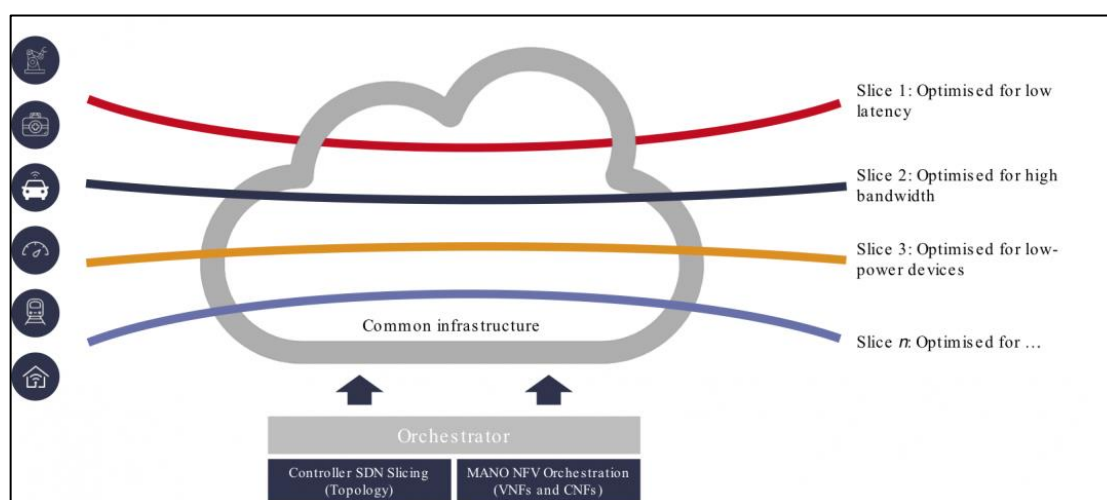 Slice 1: Optimised for low
latency
Slice 2: Optimised for high
bandwidth
Slice 3: Optimised for low-
power devices
Common infrastructure
Slice n: Optimised for ...
Orchestrator
Controller SDN Slicing
(Topology)
MANO NFV Orchestration
(VNFs and CNFs)